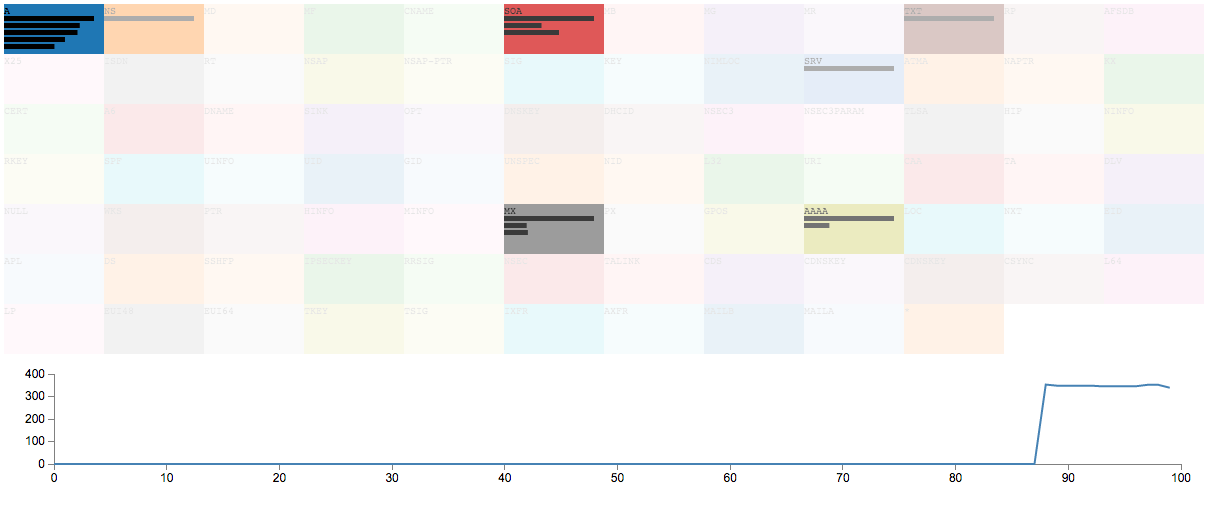 A NS MD MF CNAME SOA MB MG MR TXT RP AFSDB
X25 ISDN RT NSAP NSAP-PTR SIG KEY NIMLOC SRV ATMA NAPTR KX
CERT A6 DNAME SINK OPT DNSKEY DHCID NSEC3 NSEC3PARAM TLSA HIP NINFO
RKEY SPF UINFO UID GID UNSPEC NID L32 URI CAA TA DLV
NULL WKS PTR HINFO MINFO MX PX GPOS AAAA LOC NXT EID
APL DS SSHFP IPSECKEY RRSIG NSEC TALINK CDS CDNSKEY CSYNC L64
LP EUI48 EUI64 TKEY TSIG IXFR AXFR MAILB MAILA *
400
300
200
100
0
0 10 20 30 40 50 60 70 80 90 100